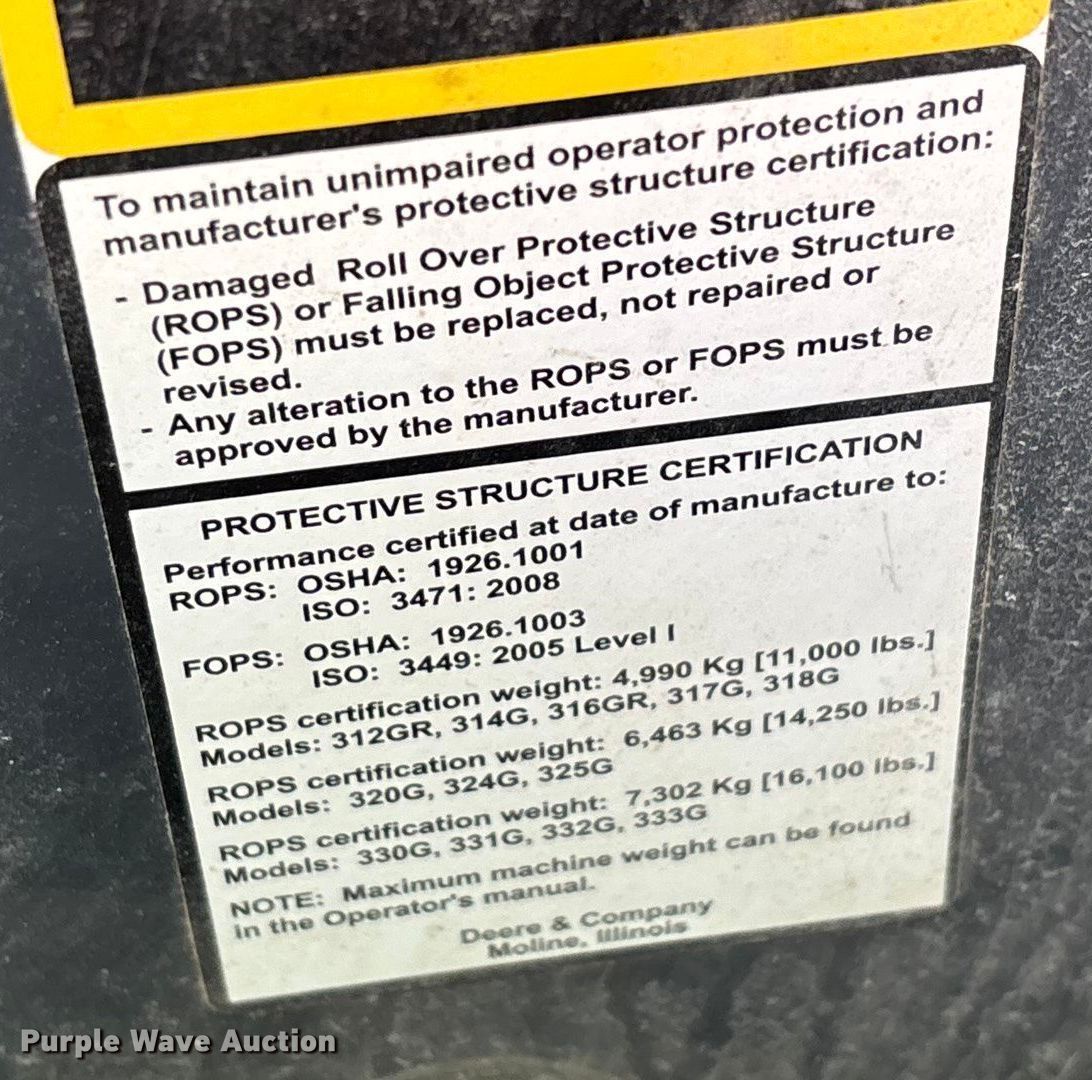 To maintain unimpaired operator protection and
manufacturer's protective structure certification:
- Damaged Roll Over Protective Structure
(ROPS) or Falling Object Protective Structure
(FOPS) must be replaced, not repaired or
revised.
- Any alteration to the ROPS or FOPS must be
approved by the manufacturer.
PROTECTIVE STRUCTURE CERTIFICATION
Performance certified at date of manufacture to:
ROPS: OSHA: 1926.1001
ISO: 3471: 2008
FOPS: OSHA: 1926.1003
ISO: 3449: 2005 Level I
ROPS certification weight: 4,990 Kg [11,000 lbs.]
Models: 312GR, 314G, 316GR, 317G, 318G
ROPS certification weight: 6,463 Kg [14,250 lbs.]
Models: 320G, 324G, 325G
ROPS certification weight: 7,302 Kg [16,100 lbs.]
Models: 330G, 331G, 332G, 333G
NOTE: Maximum machine weight can be found
in the Operator's manual.
Deere & Company
Moline, Illinois
Purple Wave Auction